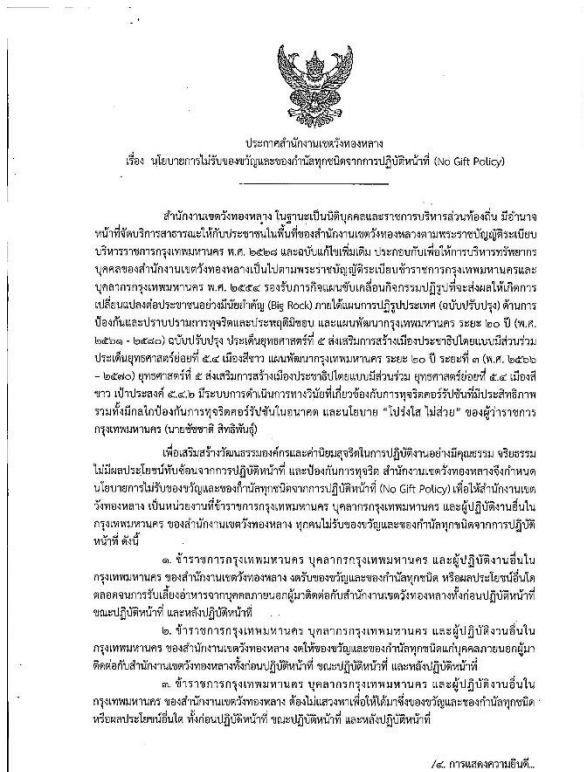 ประกาศสำนักงานเขตวังทองหลาง
เรื่อง นโยบายการไม่รับของขวัญและของกำนัลทุกชนิดจากการปฏิบัติหน้าที่ (No Gift Policy)
สำนักงานเขตวังทองหลาง ในฐานะเป็นนิติบุคคลและราชการบริหารส่วนท้องถิ่น มีอำนาจ
หน้าที่จัดบริการสาธารณะให้กับประชาชนในพื้นที่ของสำนักงานเขตวังทองหลางตามพระราชบัญญัติระเบียบ
บริหารราชการกรุงเทพมหานคร พ.ศ. ๒๕๒๘ และฉบับแก้ไขเพิ่มเติม ประกอบกับเพื่อให้การบริหารทรัพยากร
บุคคลของสำนักงานเขตวังทองหลางเป็นไปตามพระราชบัญญัติระเบียบข้าราชการกรุงเทพมหานครและ
บุคลากรกรุงเทพมหานคร พ.ศ. ๒๕๕๔ รองรับภารกิจแผนขับเคลื่อนกิจกรรมปฏิรูปที่จะส่งผลให้เกิดการ
เปลี่ยนแปลงต่อประชาชนอย่างมีนัยสำคัญ (Big Rock) ภายใต้แผนการปฏิรูปประเทศ (ฉบับปรับปรุง) ด้านการ
ป้องกันและปราบปรามการทุจริตและประพฤติมิชอบ และแผนพัฒนากรุงเทพมหานคร ระยะ ๒๐ ปี (พ.ศ.
๒๕๖๑ - ๒๕๘๐) ฉบับปรับปรุง ประเด็นยุทธศาสตร์ที่ ๕ ส่งเสริมการสร้างเมืองประชาธิปไตยแบบมีส่วนร่วม
ประเด็นยุทธศาสตร์ย่อยที่ ๕.๔ เมืองสีขาว แผนพัฒนากรุงเทพมหานคร ระยะ ๒๐ ปี ระยะที่ ๓ (พ.ศ. ๒๕๖๖
– ๒๕๗๐) ยุทธศาสตร์ที่ ๕ ส่งเสริมการสร้างเมืองประชาธิปไตยแบบมีส่วนร่วม ยุทธศาสตร์ย่อยที่ ๕.๔ เมืองสี
ขาว เป้าประสงค์ ๕.๔.๒ มีระบบการดำเนินการทางวินัยที่เกี่ยวข้องกับการทุจริตคอร์รัปชันที่มีประสิทธิภาพ
รวมทั้งมีกลไกป้องกันการทุจริตคอร์รัปชันในอนาคต และนโยบาย "โปร่งใส ไม่ส่วย" ของผู้ว่าราชการ
กรุงเทพมหานคร (นายชัชชาติ สิทธิพันธุ์)
เพื่อเสริมสร้างวัฒนธรรมองค์กรและค่านิยมสุจริตในการปฏิบัติงานอย่างมีคุณธรรม จริยธรรม
ไม่มีผลประโยชน์ทับซ้อนจากการปฏิบัติหน้าที่ และป้องกันการทุจริต สำนักงานเขตวังทองหลางจึงกำหนด
นโยบายการไม่รับของขวัญและของกำนัลทุกชนิดจากการปฏิบัติหน้าที่ (No Gift Policy) เพื่อให้สำนักงานเขต
วังทองหลาง เป็นหน่วยงานที่ข้าราชการกรุงเทพมหานคร บุคลากรกรุงเทพมหานคร และผู้ปฏิบัติงานอื่นใน
กรุงเทพมหานคร ของสำนักงานเขตวังทองหลาง ทุกคนไม่รับของขวัญและของกำนัลทุกชนิดจากการปฏิบัติ
หน้าที่ ดังนี้
๑. ข้าราชการกรุงเทพมหานคร บุคลากรกรุงเทพมหานคร และผู้ปฏิบัติงานอื่นใน
กรุงเทพมหานคร ของสำนักงานเขตวังทองหลาง งดรับของขวัญและของกำนัลทุกชนิด หรือผลประโยชน์อื่นใด
ตลอดจนการรับเลี้ยงอาหารจากบุคคลภายนอกผู้มาติดต่อกับสำนักงานเขตวังทองหลางทั้งก่อนปฏิบัติหน้าที่
ขณะปฏิบัติหน้าที่ และหลังปฏิบัติหน้าที่
๒. ข้าราชการกรุงเทพมหานคร บุคลากรกรุงเทพมหานคร และผู้ปฏิบัติงานอื่นใน
กรุงเทพมหานคร ของสำนักงานเขตวังทองหลาง งดให้ของขวัญและของกำนัลทุกชนิดแก่บุคคลภายนอกผู้มา
ติดต่อกับสำนักงานเขตวังทองหลางทั้งก่อนปฏิบัติหน้าที่ ขณะปฏิบัติหน้าที่ และหลังปฏิบัติหน้าที่
๓. ข้าราชการกรุงเทพมหานคร บุคลากรกรุงเทพมหานคร และผู้ปฏิบัติงานอื่นใน
กรุงเทพมหานคร ของสำนักงานเขตวังทองหลาง ต้องไม่แสวงหาเพื่อให้ได้มาซึ่งของขวัญและของกำนัลทุกชนิด
หรือผลประโยชน์อื่นใด ทั้งก่อนปฏิบัติหน้าที่ ขณะปฏิบัติหน้าที่ และหลังปฏิบัติหน้าที่
/๔. การแสดงความยินดี...